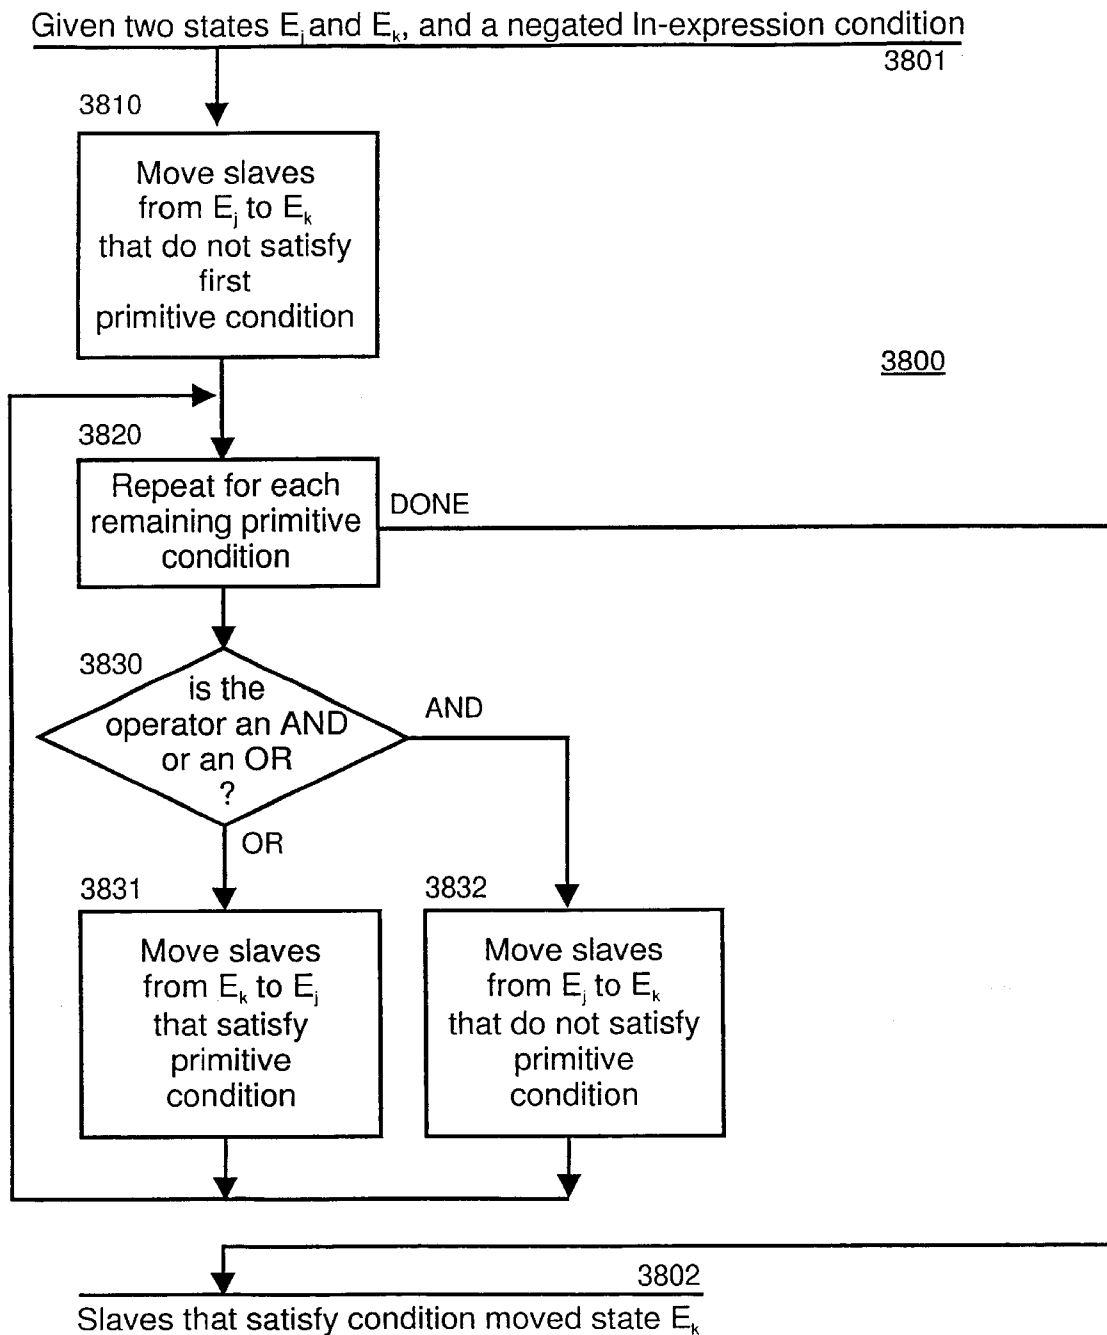 Given two states Ej and Ek, and a negated In-expression condition
3801
3810
Move slaves
from Ej to Ek
that do not satisfy
first
primitive condition
3800
3820
Repeat for each
remaining primitive
condition
DONE
3830
is the
operator an AND
or an OR
?
AND
OR
3831
Move slaves
from Ek to Ej
that satisfy
primitive
condition
3832
Move slaves
from Ej to Ek
that do not satisfy
primitive
condition
3802
Slaves that satisfy condition moved state Ek